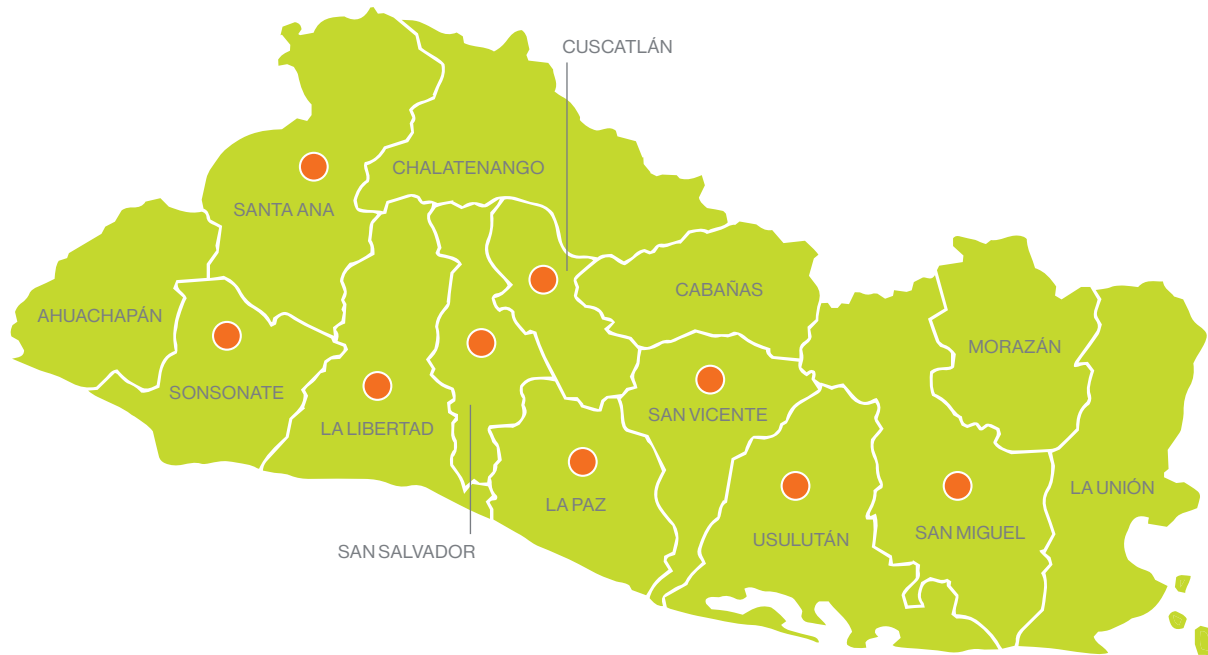 CUSCATLÁN
CHALATENANGO
SANTA ANA
CABAÑAS
AHUACHAPÁN
MORAZÁN
SONSONATE
SAN VICENTE
LA LIBERTAD
LA UNIÓN
LA PAZ
SAN MIGUEL
USULUTÁN
SAN SALVADOR